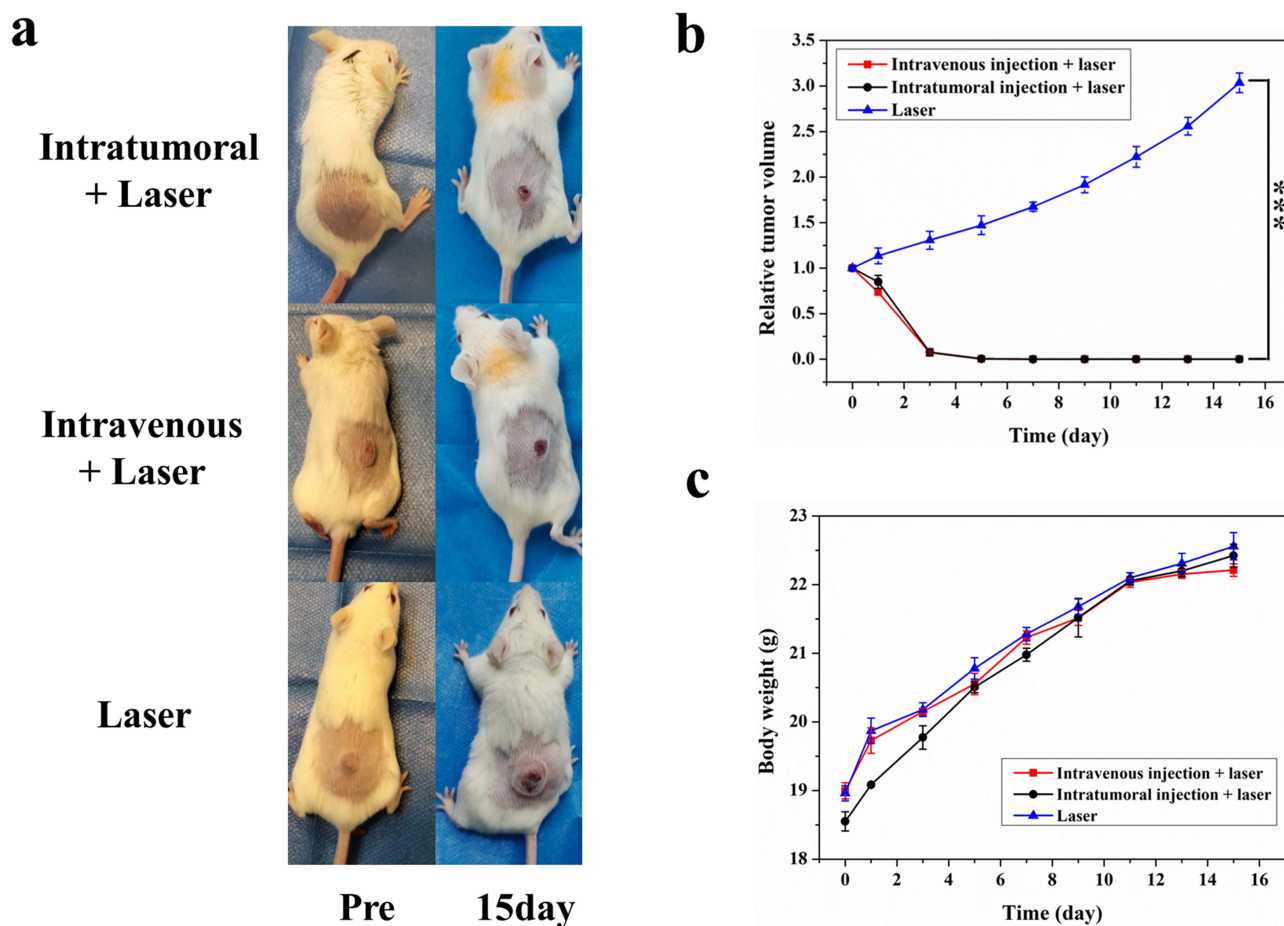 a
Intratumoral
+ Laser
Intravenous
+ Laser
Laser
Pre
15day
b
3.5
3.0
2.5
2.0
1.5
1.0
0.5
0.0
Relative tumor volume
Intravenous injection + laser
Intratumoral injection + laser
Laser
***
0
2
4
6
8
10
12
14
16
Time (day)
c
23
22
21
20
19
18
Body weight (g)
Intravenous injection + laser
Intratumoral injection + laser
Laser
0
2
4
6
8
10
12
14
16
Time (day)